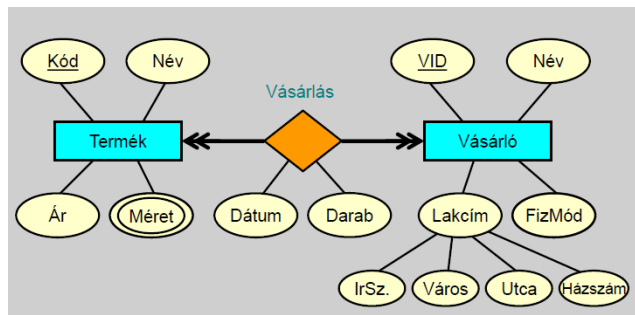 Kód
Név
VID
Név
Vásárlás
Termék
Vásárló
Ár
Méret
Dátum
Darab
Lakcím
FizMód
IrSz.
Város
Utca
Házszám